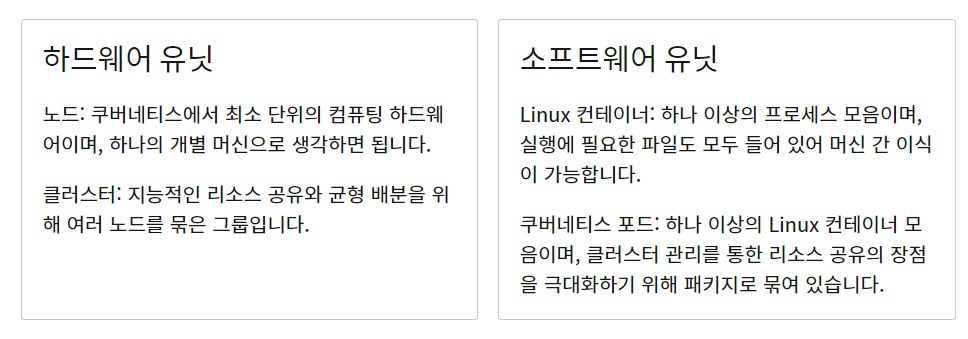 하드웨어 유닛
노드: 쿠버네티스에서 최소 단위의 컴퓨팅 하드웨
어이며, 하나의 개별 머신으로 생각하면 됩니다.
클러스터: 지능적인 리소스 공유와 균형 배분을 위
해 여러 노드를 묶은 그룹입니다.
소프트웨어 유닛
Linux 컨테이너: 하나 이상의 프로세스 모음이며,
실행에 필요한 파일도 모두 들어 있어 머신 간 이식
이 가능합니다.
쿠버네티스 포드: 하나 이상의 Linux 컨테이너 모
음이며, 클러스터 관리를 통한 리소스 공유의 장점
을 극대화하기 위해 패키지로 묶여 있습니다.